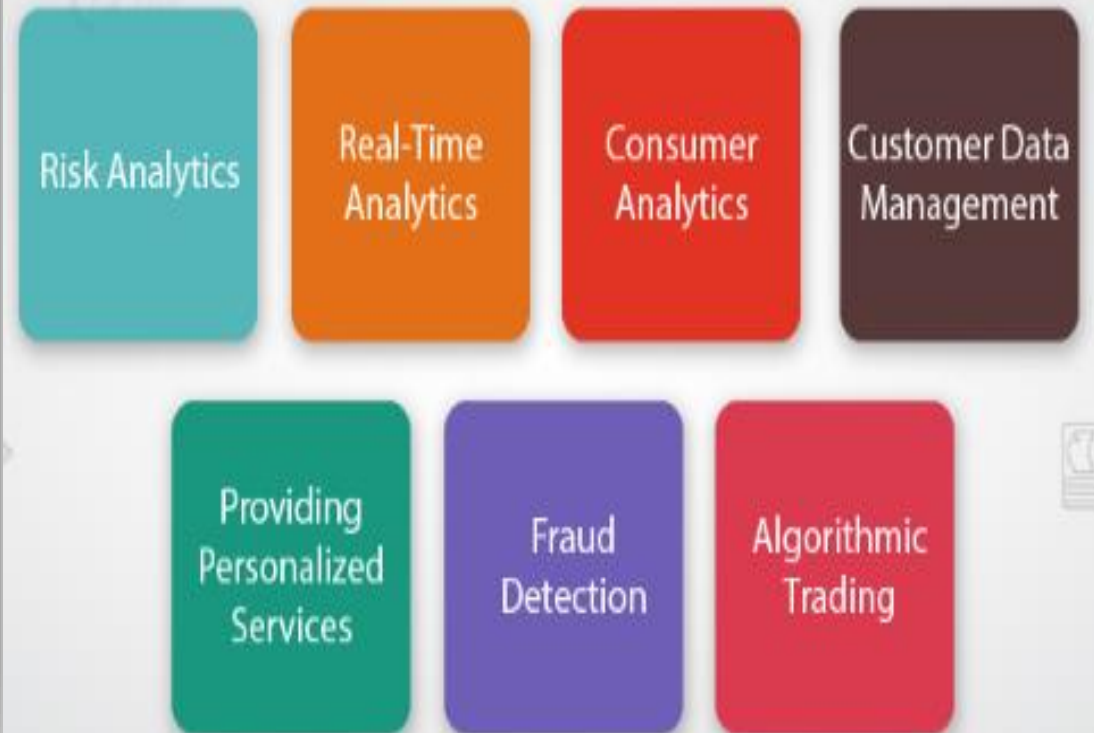 Risk Analytics
Real-Time
Analytics
Consumer
Analytics
Customer Data
Management
Providing
Personalized
Services
Fraud
Detection
Algorithmic
Trading